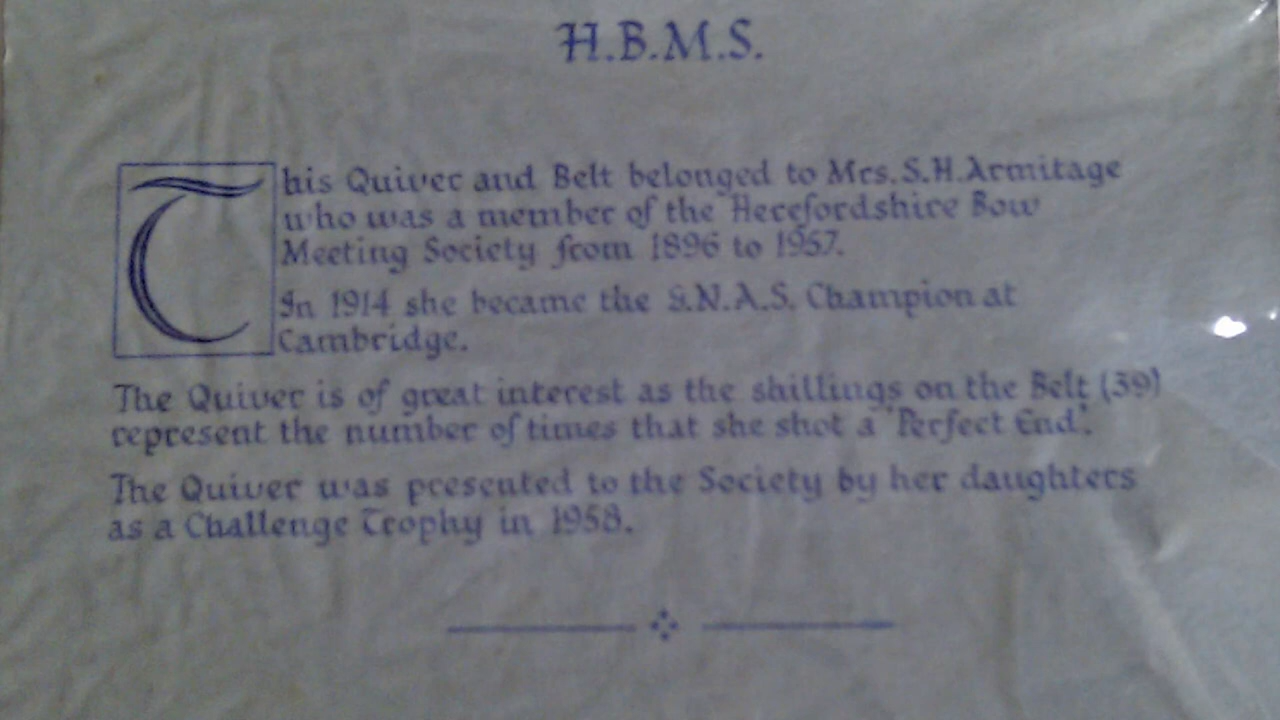 H.B.M.S.
This Quiver and Belt belonged to Mrs. S. H. Armitage
who was a member of the Herefordshire Bow
Meeting Society from 1896 to 1957.
In 1914 she became the G.N.A.S. Champion at
Cambridge.
The Quiver is of great interest as the shillings on the Belt (39)
represent the number of times that she shot a "Perfect End".
The Quiver was presented to the Society by her daughters
as a Challenge Trophy in 1958.